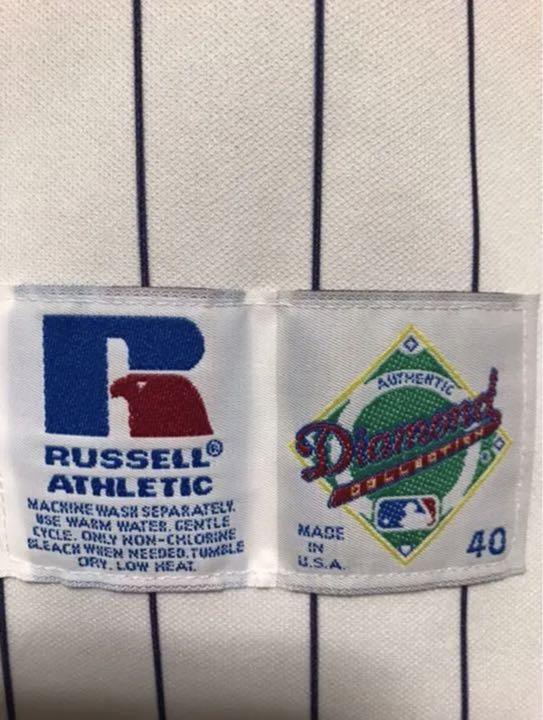 RUSSELL®
ATHLETIC
MACHINE WASH SEPARATELY.
USE WARM WATER. GENTLE
CYCLE. ONLY NON-CHLORINE
BLEACH WHEN NEEDED. TUMBLE
DRY. LOW HEAT.
AUTHENTIC
Diamond
COLLECTION
MADE
IN
U.S.A.
40